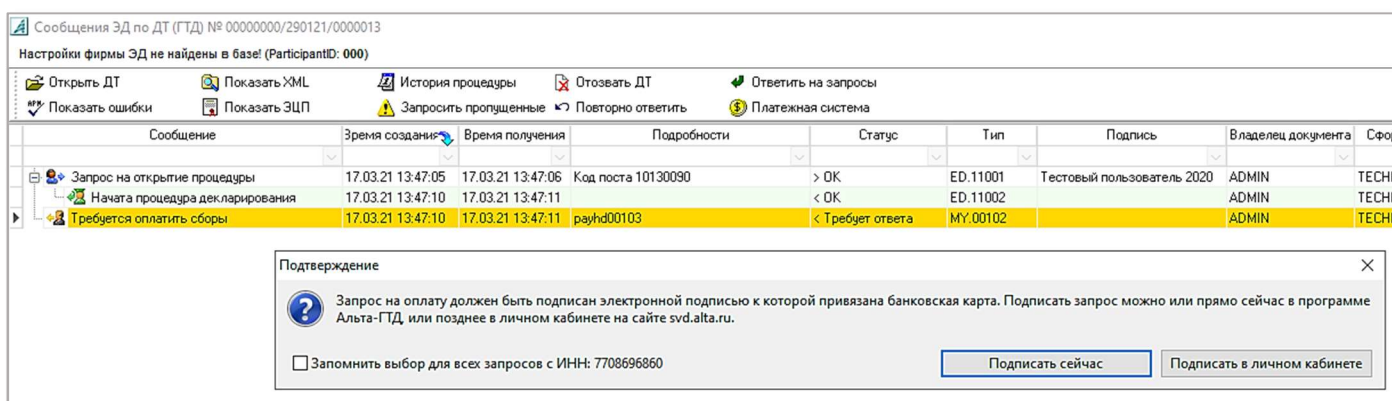 Сообщения ЭД по ДТ (ГТД) № 00000000/290121/0000013
Настройки фирмы ЭД не найдены в базе! (ParticipantID: 000)
Открыть ДТ Показать XML История процедуры Отозвать ДТ Ответить на запросы
Показать ошибки Показать ЭЦП Запросить пропущенные Повторно ответить Платежная система
Сообщение Время создания Время получения Подробности Статус Тип Подпись Владелец документа Сфор
Запрос на открытие процедуры 17.03.21 13:47:05 17.03.21 13:47:06 Код поста 10130090 > OK ED.11001 Тестовый пользователь 2020 ADMIN TECH
Начата процедура декларирования 17.03.21 13:47:10 17.03.21 13:47:11 < OK ED.11002 ADMIN TECH
Требуется оплатить сборы 17.03.21 13:47:10 17.03.21 13:47:11 payhd00103 < Требует ответа MY.00102 ADMIN TECH
Подтверждение
Запрос на оплату должен быть подписан электронной подписью к которой привязана банковская карта. Подписать запрос можно или прямо сейчас в программе
Альта-ГТД, или позднее в личном кабинете на сайте svd.alta.ru.
Запомнить выбор для всех запросов с ИНН: 7708696860
Подписать сейчас Подписать в личном кабинете